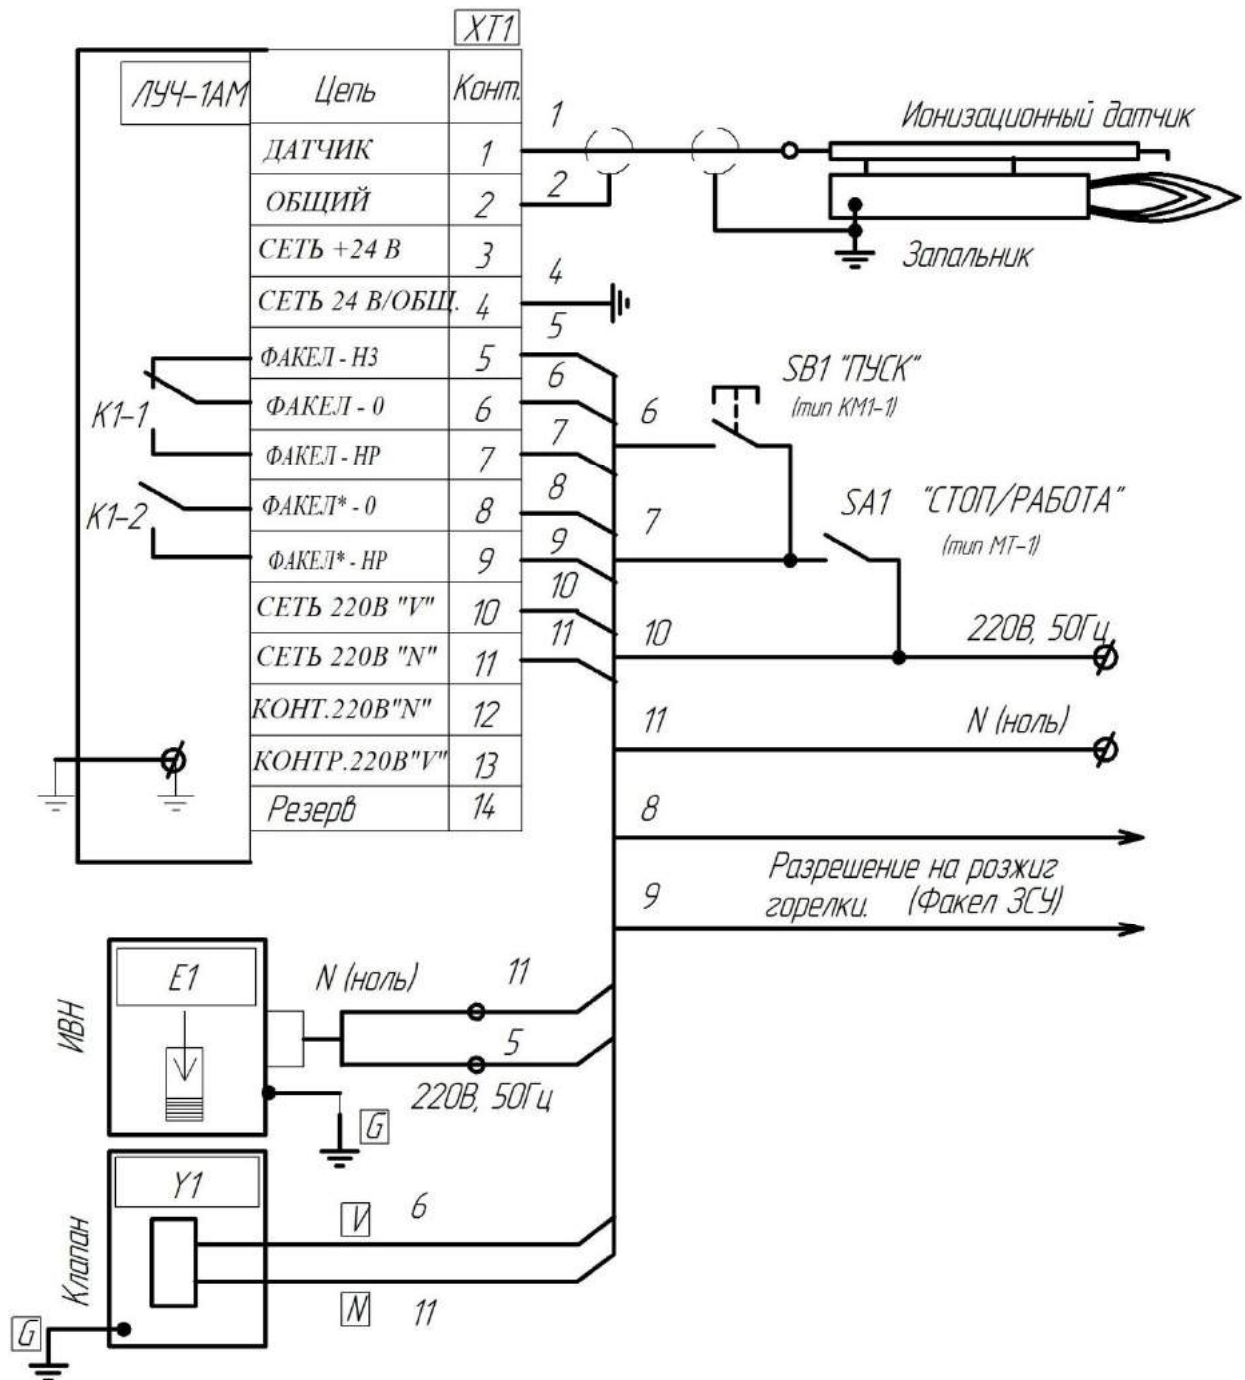 XT1
ЛУЧ-1АМ Цепь Конт.
ДАТЧИК 1
ОБЩИЙ 2
СЕТЬ +24 В 3
СЕТЬ 24 В/ОБЩ. 4
ФАКЕЛ - НЗ 5
ФАКЕЛ - 0 6
ФАКЕЛ - НР 7
ФАКЕЛ* - 0 8
ФАКЕЛ* - НР 9
СЕТЬ 220В "V" 10
СЕТЬ 220В "N" 11
КОНТ.220В"N" 12
КОНТР.220В"V" 13
Резерв 14
К1-1
К1-2
1
2
4
5
6
7
8
9
10
11
Ионизационный датчик
Запальник
SB1 "ПУСК"
(тип КМ1-1)
6
SA1 "СТОП/РАБОТА"
(тип МТ-1)
7
10
220В, 50Гц
11
N (ноль)
8
Разрешение на розжиг
горелки. (Факел ЗСУ)
9
ИВН
E1
N (ноль) 11
5
220В, 50Гц
G
Клапан
Y1
V 6
N 11
G